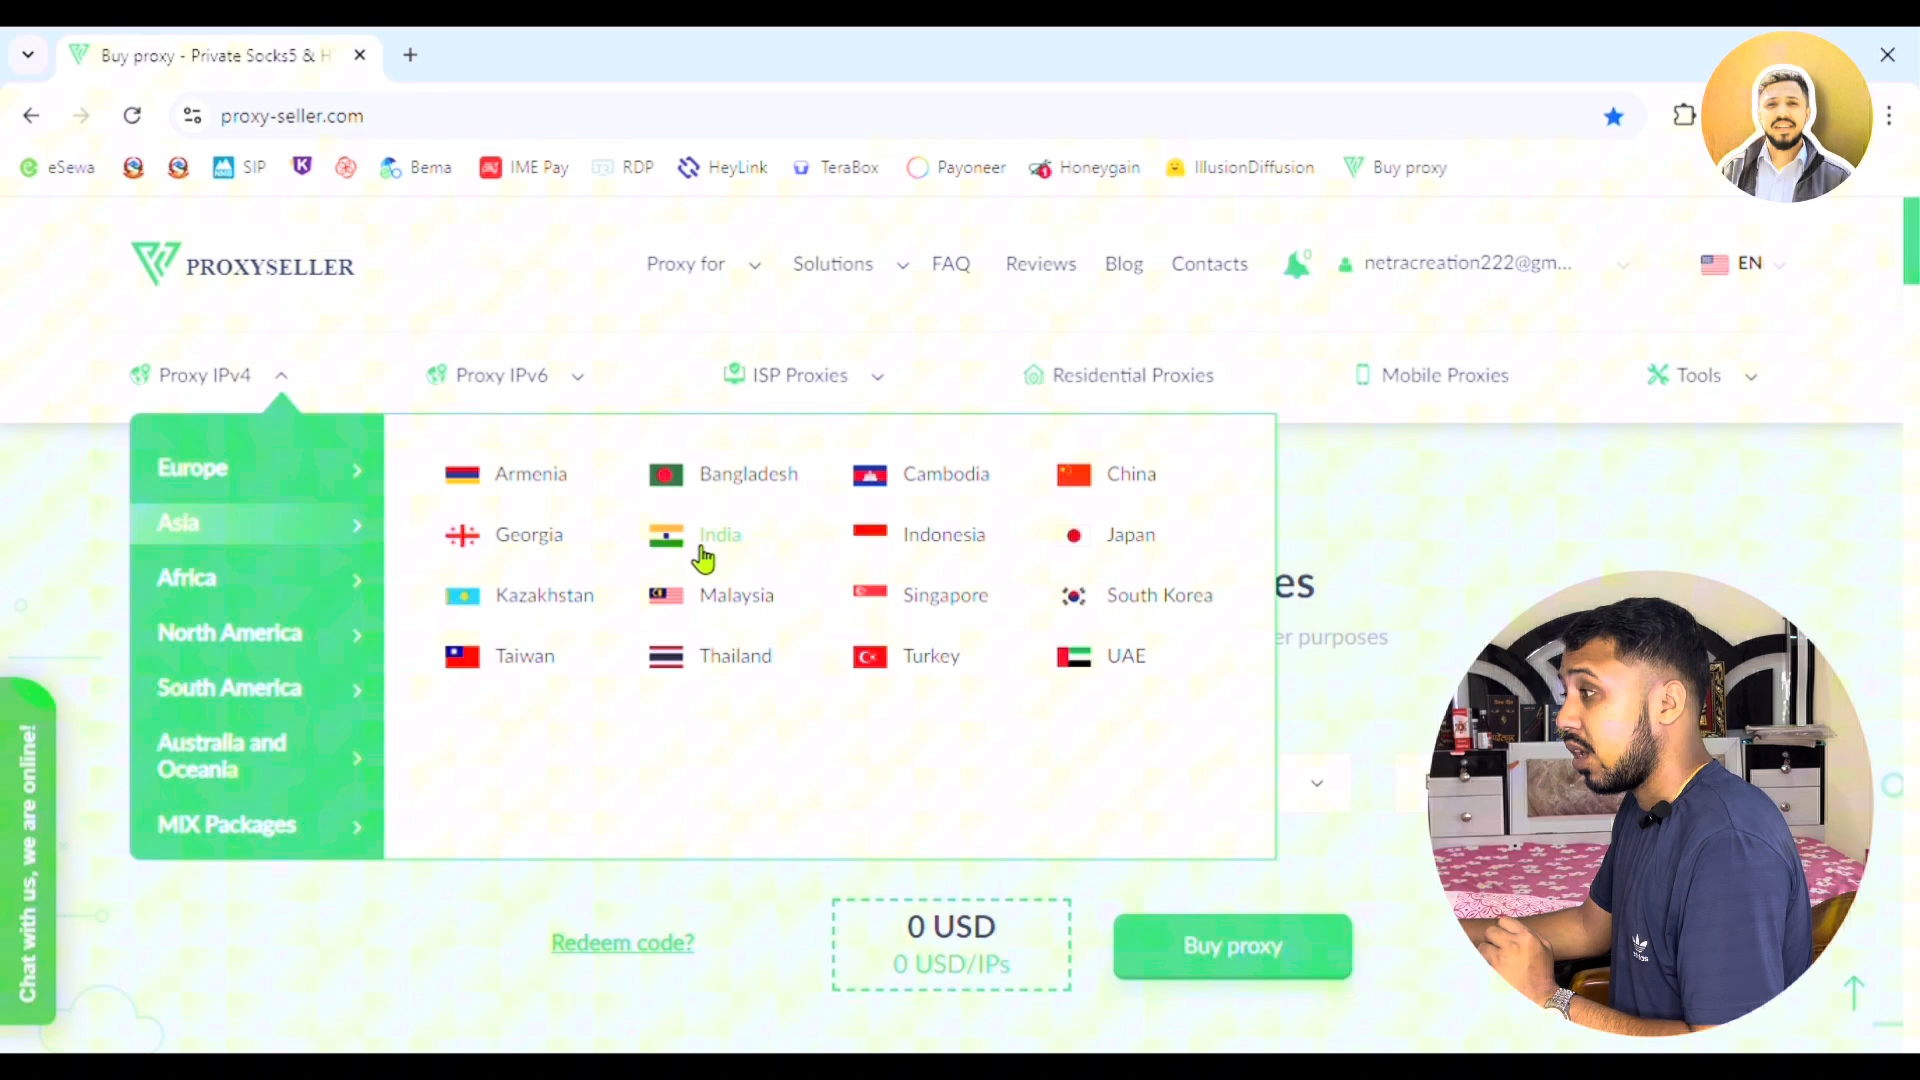 Buy proxy - Private Socks5 & H
proxy-seller.com
eSewa
SIP
K
Bema
IME Pay
RDP
HeyLink
TeraBox
Payoneer
Honeygain
IllusionDiffusion
Buy proxy
PROXYSELLER
Proxy for
Solutions
FAQ
Reviews
Blog
Contacts
0
netracreation222@gm...
EN
Proxy IPv4
Proxy IPv6
ISP Proxies
Residential Proxies
Mobile Proxies
Tools
Europe
Asia
Africa
North America
South America
Australia and
Oceania
MIX Packages
Armenia
Bangladesh
Cambodia
China
Georgia
India
Indonesia
Japan
Kazakhstan
Malaysia
Singapore
South Korea
Taiwan
Thailand
Turkey
UAE
es
er purposes
Chat with us, we are online!
Redeem code?
0 USD
0 USD/IPs
Buy proxy
adidas